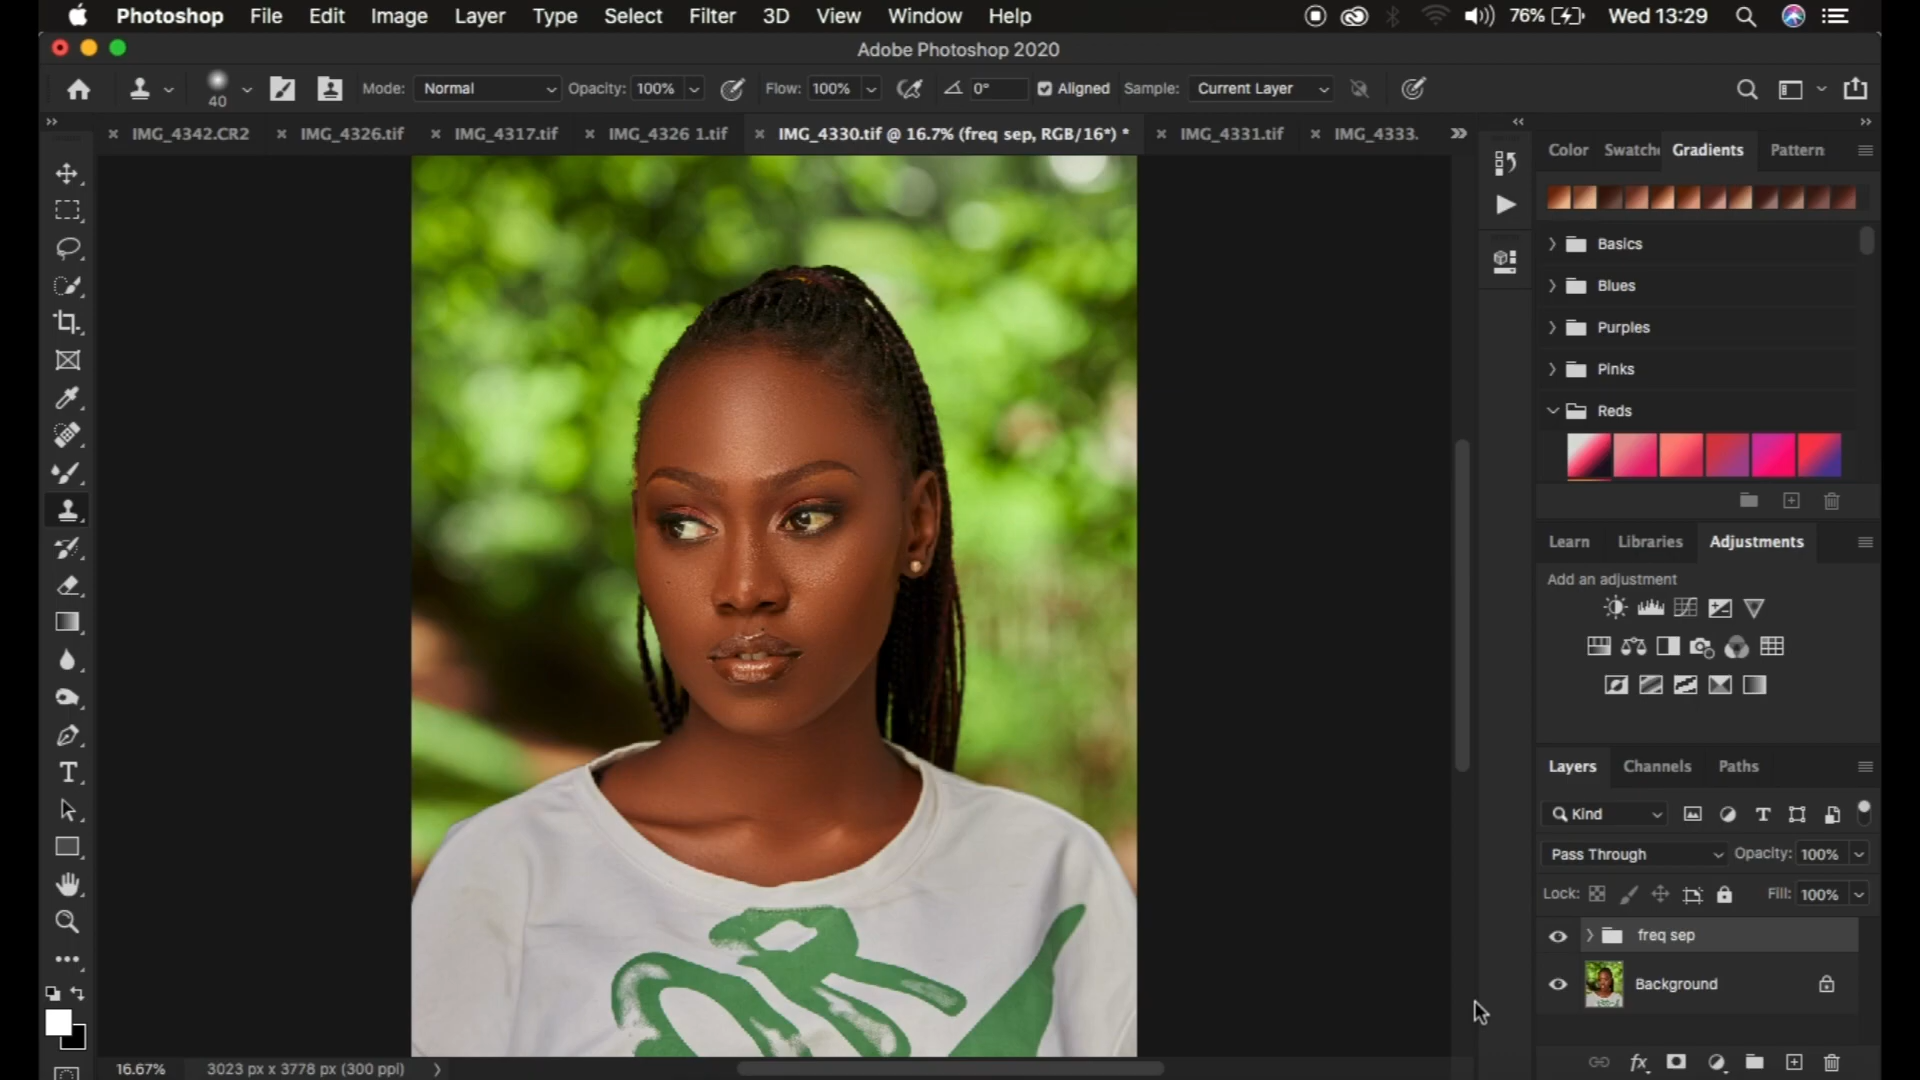 Photoshop File Edit Image Layer Type Select Filter 3D View Window Help 76% Wed 13:29
Adobe Photoshop 2020
40 Mode: Normal Opacity: 100% Flow: 100% 0° Aligned Sample: Current Layer
IMG_4342.CR2 IMG_4326.tif IMG_4317.tif IMG_4326 1.tif IMG_4330.tif @ 16.7% (freq sep, RGB/16*) * IMG_4331.tif IMG_4333.
Color Swatche Gradients Pattern
Basics
Blues
Purples
Pinks
Reds
Learn Libraries Adjustments
Add an adjustment
Layers Channels Paths
Kind
Pass Through Opacity: 100%
Lock: Fill: 100%
freq sep
Background
16.67% 3023 px x 3778 px (300 ppi)